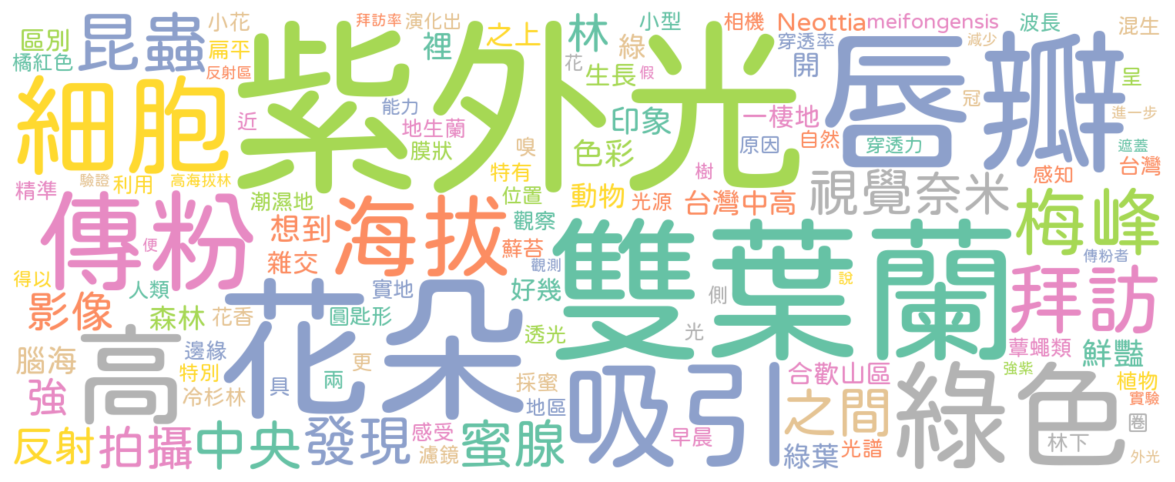 小花
拜訪率
演化出
之上
林
小型
相機
Neottia
meifongensis
波長
混生
區別
昆蟲
扁平
裡
綠
穿透率
減少
橘紅色
反射區
紫外光
花
生長
假
開
唇瓣
呈
細胞
近
能力
地生蘭
膜狀
印象
一棲地
冠
進一步
嗅
色彩
原因
自然
穿透力
遮蓋
台灣
精準
驗證
利用
高海拔林
特有
樹
感知
傳粉
潮濕地
位置
動物
光源
台灣中高
視覺
奈米
梅峰
便
想到
海拔
觀察
雙葉蘭
傳粉者
得以
人類
雜交
蘇苔
觀測
說
拜訪
影像
森林
花香
實地
好幾
側
圓匙形
花朵
透光
光
高
腦海
邊緣
特別
更
蕈蠅類
鮮豔
強
冷杉林
具
兩
採蜜
吸引
合歡山區
強紫
植物
實驗
地區
之間
綠色
圈
反射
拍攝
中央
發現
感受
濾鏡
蜜腺
早晨
綠葉
光譜
林下
外光